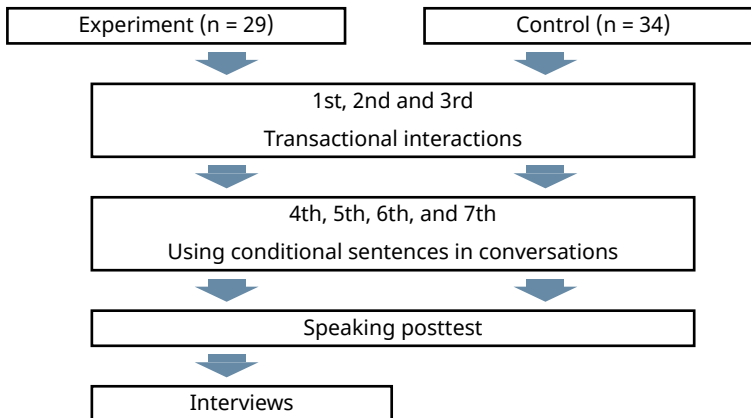 Experiment (n = 29)
Control (n = 34)
1st, 2nd and 3rd
Transactional interactions
4th, 5th, 6th, and 7th
Using conditional sentences in conversations
Speaking posttest
Interviews